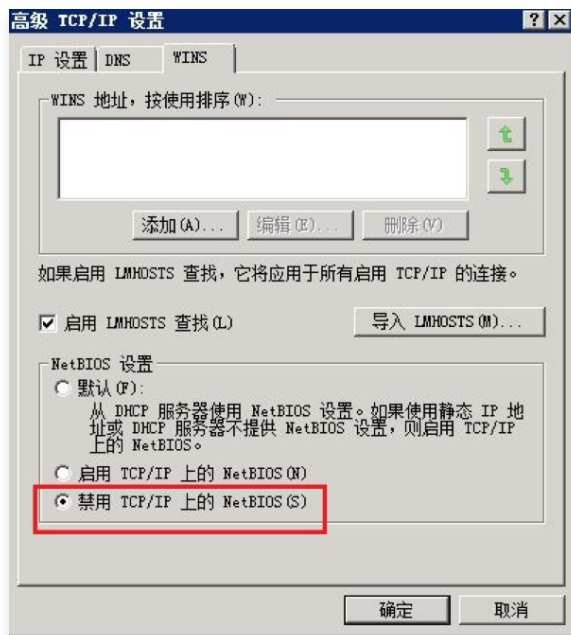 高级 TCP/IP 设置
IP 设置 DNS WINS
WINS 地址，按使用排序(W):
添加(A)... 编辑(E)... 删除(V)
如果启用 LMHOSTS 查找，它将应用于所有启用 TCP/IP 的连接。
启用 LMHOSTS 查找(L) 导入 LMHOSTS(M)...
NetBIOS 设置
默认(F):
从 DHCP 服务器使用 NetBIOS 设置。如果使用静态 IP 地
址或 DHCP 服务器不提供 NetBIOS 设置，则启用 TCP/IP
上的 NetBIOS。
启用 TCP/IP 上的 NetBIOS(N)
禁用 TCP/IP 上的 NetBIOS(S)
确定 取消